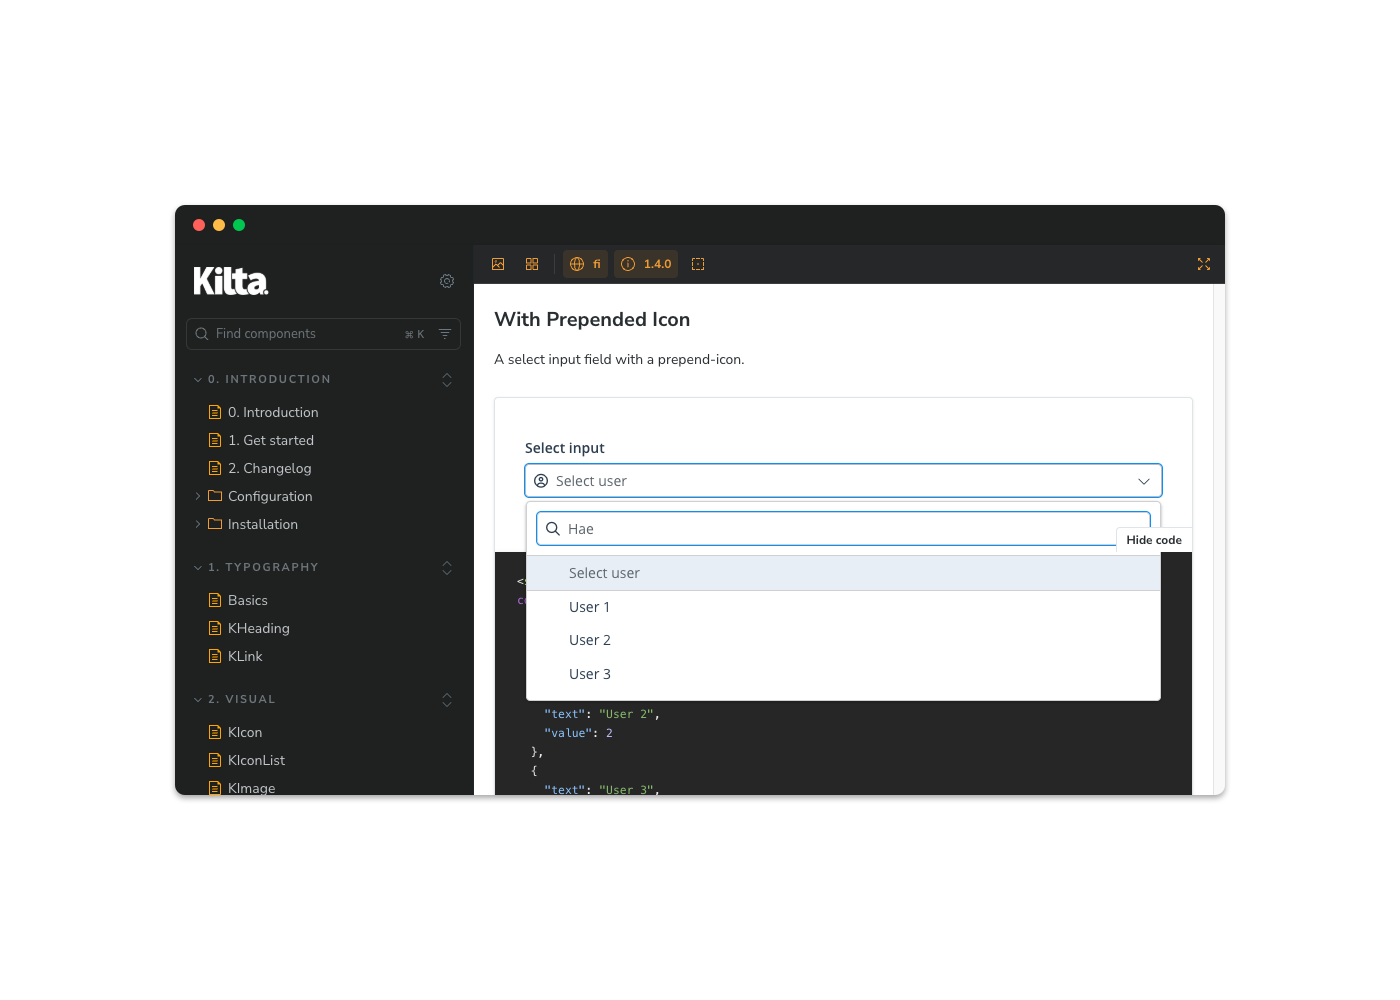 Kilta.
Find components ⌘ K
0. INTRODUCTION
0. Introduction
1. Get started
2. Changelog
Configuration
Installation
1. TYPOGRAPHY
Basics
KHeading
KLink
2. VISUAL
KIcon
KIconList
KImage
fi 1.4.0
With Prepended Icon
A select input field with a prepend-icon.
Select input
Select user
Hae
Hide code
Select user
User 1
User 2
User 3
"text": "User 2",
"value": 2
},
{
"text": "User 3",